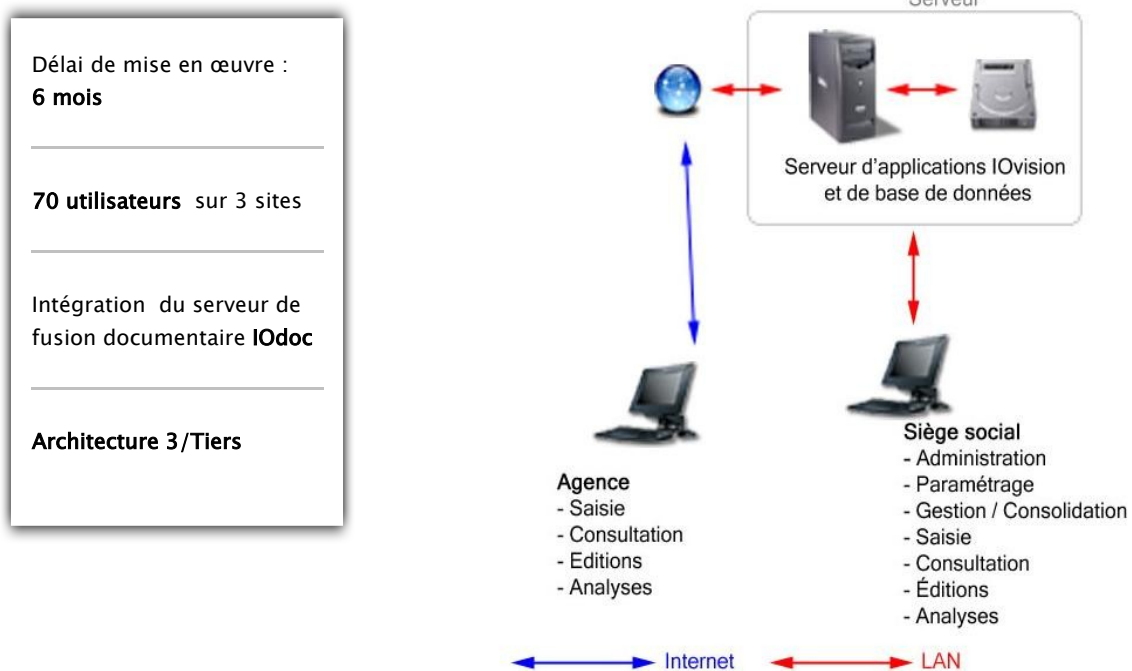 Délai de mise en œuvre :
6 mois
70 utilisateurs sur 3 sites
Intégration du serveur de
fusion documentaire IOdoc
Architecture 3/Tiers
Serveur
Serveur d'applications IOvision
et de base de données
Agence
- Saisie
- Consultation
- Editions
- Analyses
Siège social
- Administration
- Paramétrage
- Gestion / Consolidation
- Saisie
- Consultation
- Éditions
- Analyses
Internet
LAN